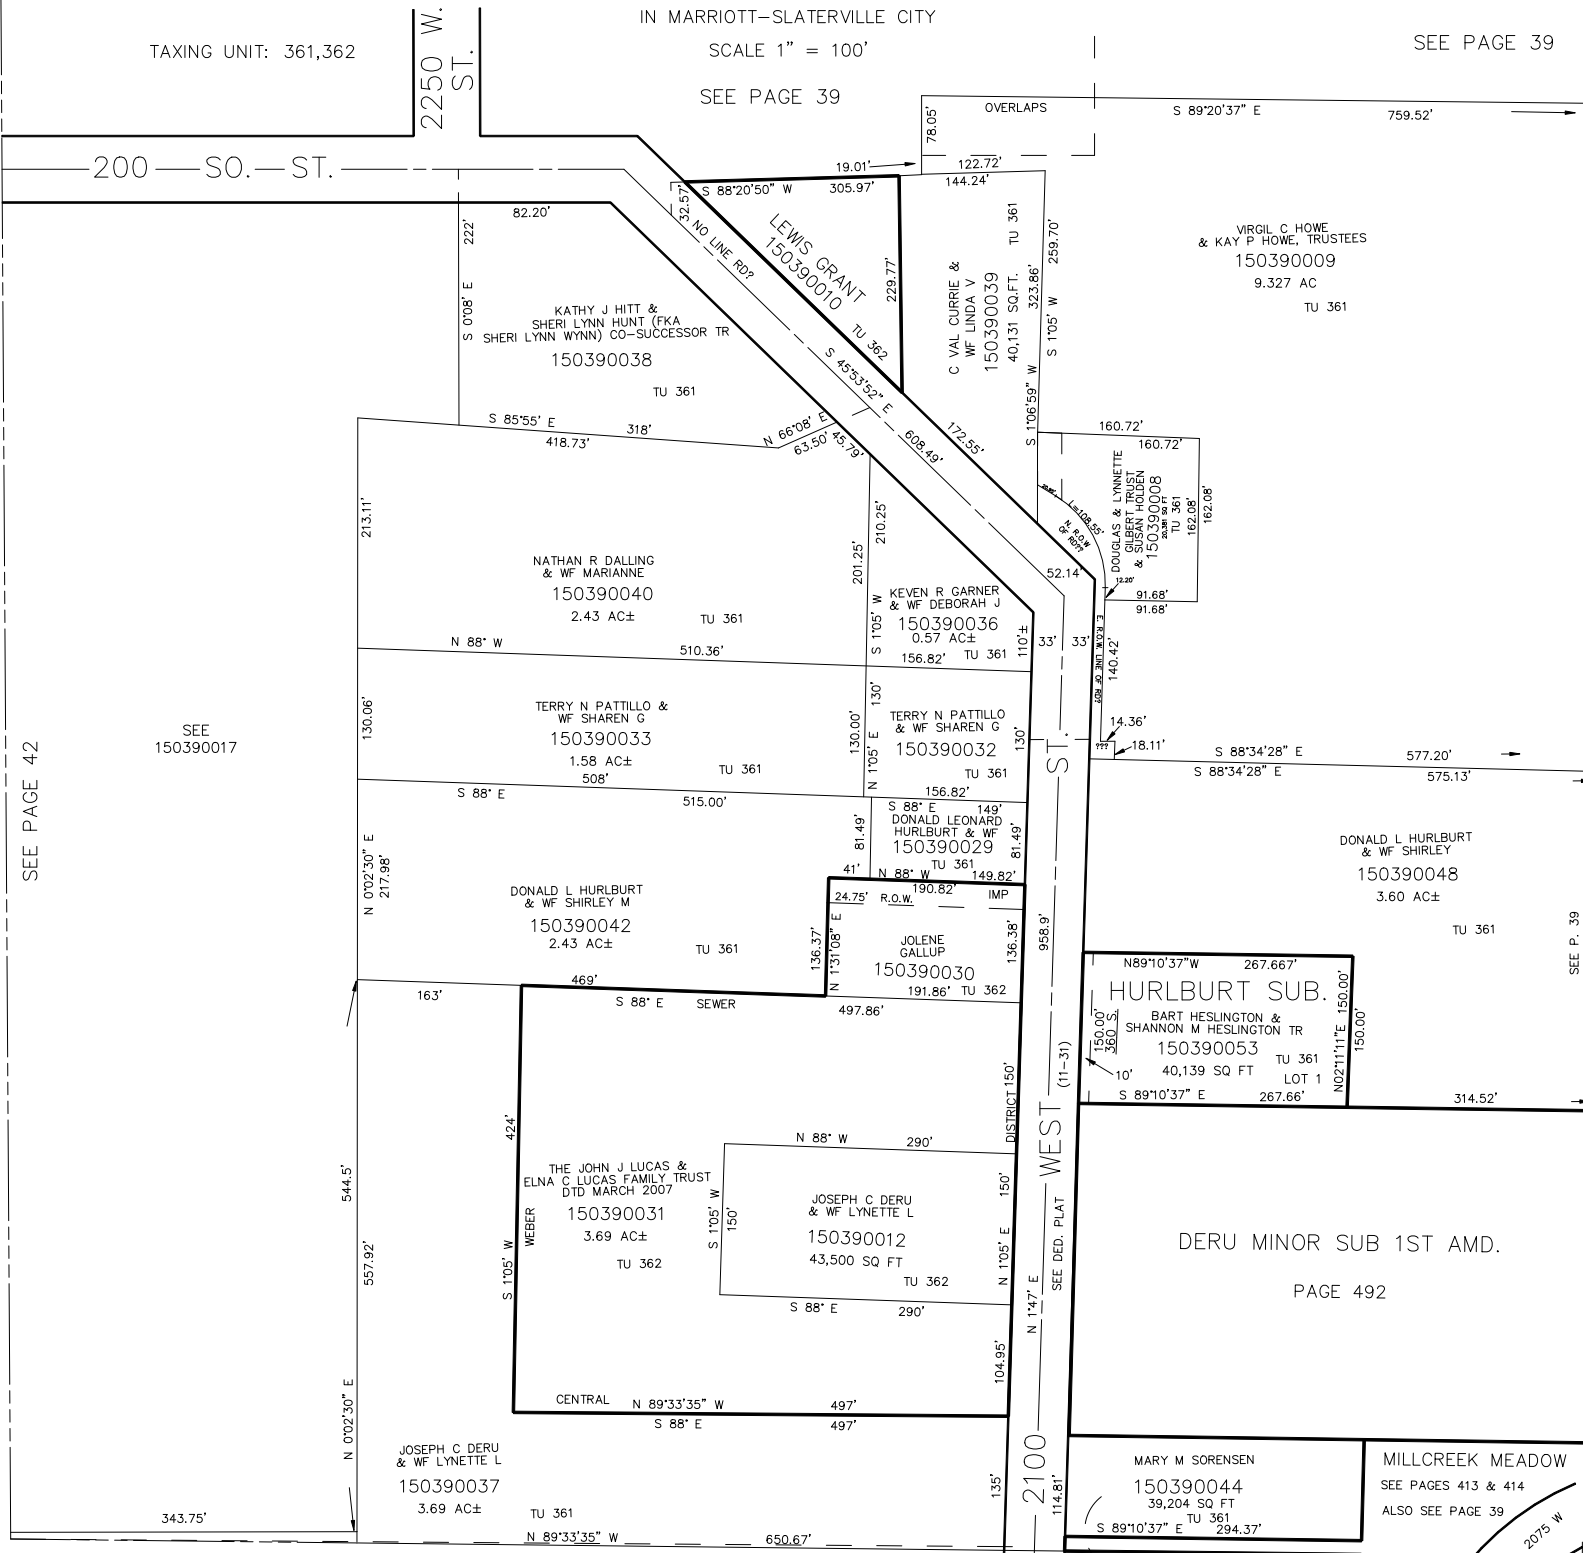 IN MARRIOTT-SLATERVILLE CITY
TAXING UNIT: 361,362
SCALE 1" = 100'
SEE PAGE 39
SEE PAGE 39
2250 W.
ST.
200 SO. ST.
OVERLAPS
S 89°20'37" E
759.52'
78.05'
19.01'
122.72'
144.24'
S 88°20'50" W
305.97'
32.57'
NO LINE RD?
LEWIS GRANT
150390010
TU 362
229.77'
C VAL CURRIE &
WF LINDA V
150390039
40,131 SQ.FT.
TU 361
323.86'
S 1°06'59" W
259.70'
S 1°05' W
VIRGIL C HOWE
& KAY P HOWE, TRUSTEES
150390009
9.327 AC
TU 361
82.20'
222'
S 0°08' E
KATHY J HITT &
SHERI LYNN HUNT (FKA
SHERI LYNN WYNN) CO-SUCCESSOR TR
150390038
TU 361
S 85°55' E
318'
418.73'
N 66°08' E
63.50'
45.79'
S 45°53'52" E
608.49'
172.55'
160.72'
160.72'
DOUGLAS & LYNNETTE
GILBERT TRUST
& SUSAN HOLDEN
150390008
20,381 SQ FT
TU 361
162.08'
162.08'
L=108.55'
N. R.O.W
OF RD??
52.14'
12.20'
91.68'
91.68'
213.11'
NATHAN R DALLING
& WF MARIANNE
150390040
2.43 AC±
TU 361
210.25'
201.25'
S 1°05' W
KEVEN R GARNER
& WF DEBORAH J
150390036
0.57 AC±
TU 361
156.82'
110'±
33'
33'
E. R.O.W. LINE OF RD?
140.42'
N 88° W
510.36'
130.06'
TERRY N PATTILLO &
WF SHAREN G
150390033
1.58 AC±
TU 361
508'
130'
130.00'
N 1°05' E
TERRY N PATTILLO
& WF SHAREN G
150390032
TU 361
156.82'
130'
ST.
14.36'
???
18.11'
S 88°34'28" E
577.20'
S 88°34'28" E
575.13'
SEE
150390017
SEE PAGE 42
S 88° E
515.00'
S 88° E
149'
DONALD LEONARD
HURLBURT & WF
150390029
TU 361
81.49'
81.49'
N 88° W
149.82'
41'
190.82'
N 0°02'30" E
217.98'
DONALD L HURLBURT
& WF SHIRLEY M
150390042
2.43 AC±
TU 361
24.75'
R.O.W.
IMP
JOLENE
GALLUP
150390030
191.86'
TU 362
136.37'
N 1°31'08" E
136.38'
958.9'
DONALD L HURLBURT
& WF SHIRLEY
150390048
3.60 AC±
TU 361
SEE P. 39
163'
469'
S 88° E
SEWER
497.86'
N89°10'37"W
267.667'
HURLBURT SUB.
BART HESLINGTON &
SHANNON M HESLINGTON TR
150390053
TU 361
40,139 SQ FT
LOT 1
150.00'
360 S
10'
N02°11'11"E
150.00'
150.00'
S 89°10'37" E
267.66'
314.52'
(11-31)
WEST
DISTRICT
150'
424'
S 1°05' W
WEBER
THE JOHN J LUCAS &
ELNA C LUCAS FAMILY TRUST
DTD MARCH 2007
150390031
3.69 AC±
TU 362
N 88° W
290'
S 1°05' W
150'
JOSEPH C DERU
& WF LYNETTE L
150390012
43,500 SQ FT
TU 362
150'
N 1°05' E
S 88° E
290'
104.95'
N 1°47' E
SEE DED. PLAT
DERU MINOR SUB 1ST AMD.
PAGE 492
544.5'
557.92'
N 0°02'30" E
CENTRAL
N 89°33'35" W
497'
S 88° E
497'
JOSEPH C DERU
& WF LYNETTE L
150390037
3.69 AC±
TU 361
343.75'
N 89°33'35" W
650.67'
135'
2100
114.81'
MARY M SORENSEN
150390044
39,204 SQ FT
TU 361
S 89°10'37" E
294.37'
MILLCREEK MEADOW
SEE PAGES 413 & 414
ALSO SEE PAGE 39
2075 W